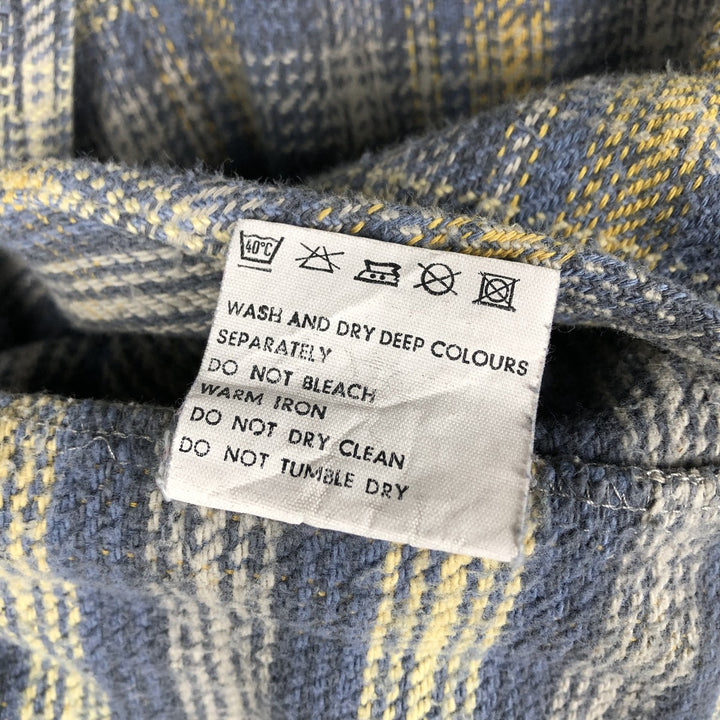 40°C
WASH AND DRY DEEP COLOURS
SEPARATELY
DO NOT BLEACH
WARM IRON
DO NOT DRY CLEAN
DO NOT TUMBLE DRY